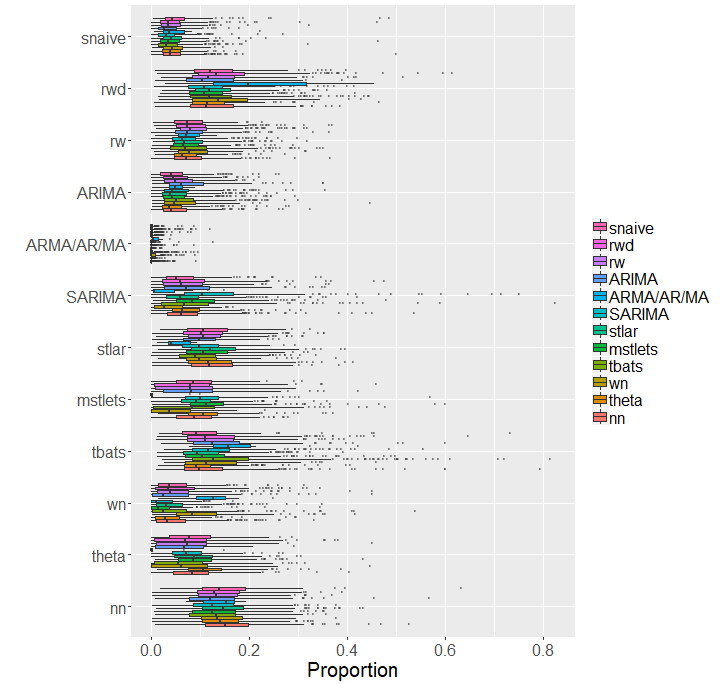 snaive
rwd
rw
ARIMA
ARMA/AR/MA
SARIMA
stlar
mstlets
tbats
wn
theta
nn
0.0 0.2 0.4 0.6 0.8
Proportion
snaive
rwd
rw
ARIMA
ARMA/AR/MA
SARIMA
stlar
mstlets
tbats
wn
theta
nn